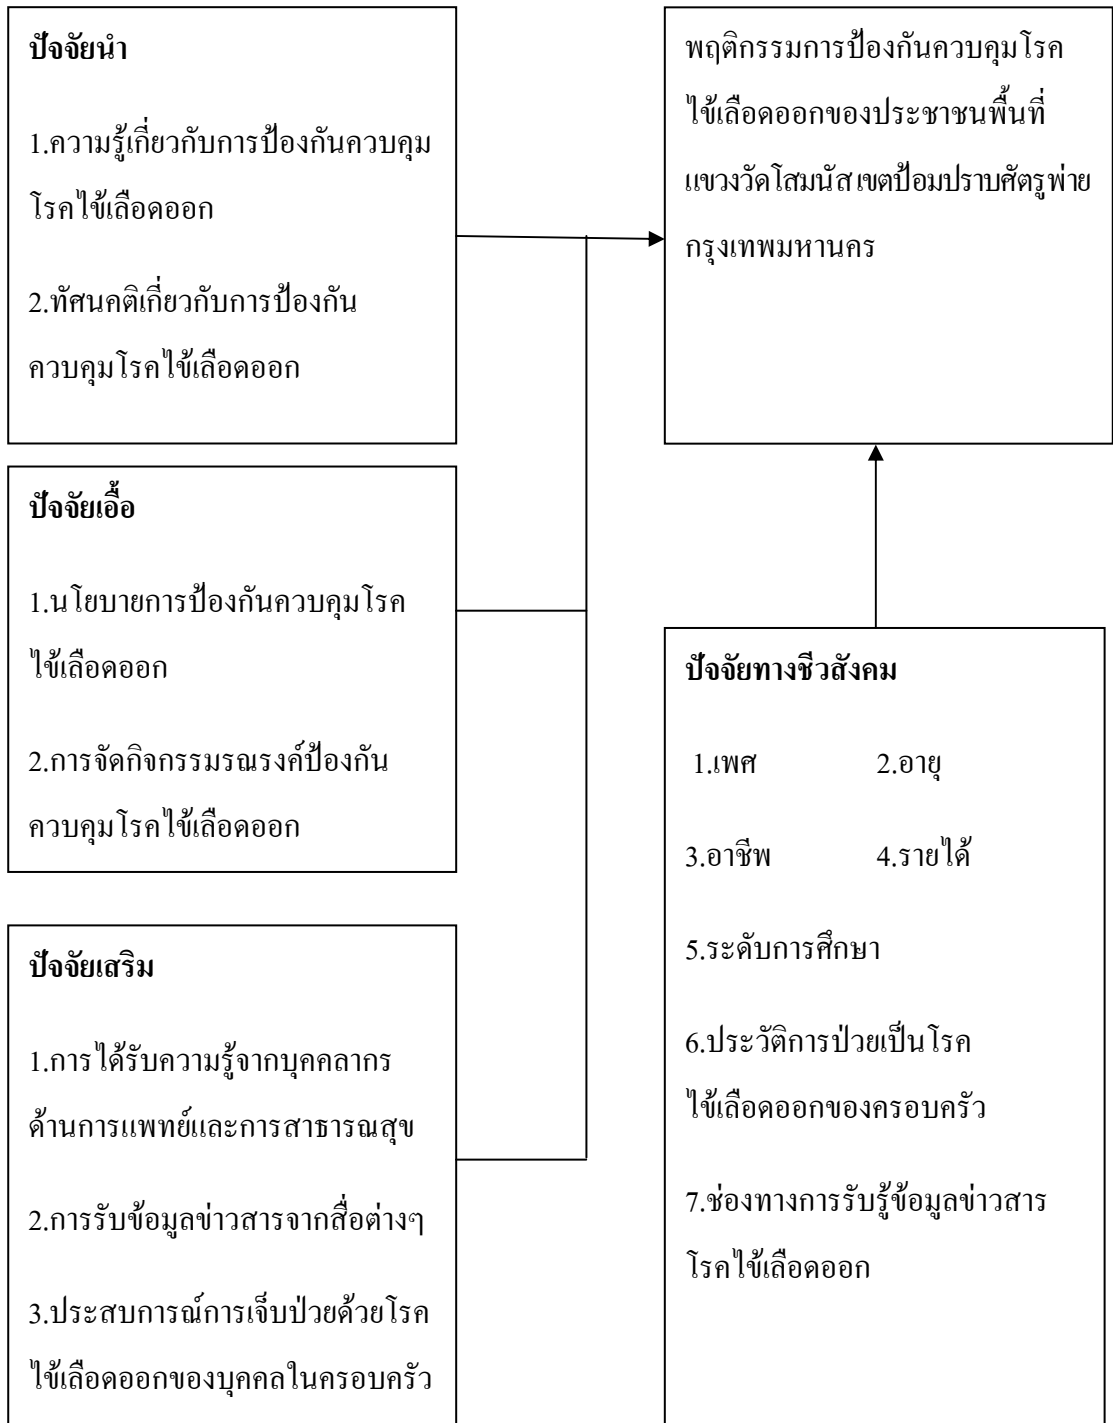 ปัจจัยนำ
1.ความรู้เกี่ยวกับการป้องกันควบคุม
โรคไข้เลือดออก
2.ทัศนคติเกี่ยวกับการป้องกัน
ควบคุมโรคไข้เลือดออก
ปัจจัยเอื้อ
1.นโยบายการป้องกันควบคุมโรค
ไข้เลือดออก
2.การจัดกิจกรรมรณรงค์ป้องกัน
ควบคุมโรคไข้เลือดออก
ปัจจัยเสริม
1.การได้รับความรู้จากบุคคลากร
ด้านการแพทย์และการสาธารณสุข
2.การรับข้อมูลข่าวสารจากสื่อต่างๆ
3.ประสบการณ์การเจ็บป่วยด้วยโรค
ไข้เลือดออกของบุคคลในครอบครัว
พฤติกรรมการป้องกันควบคุมโรค
ไข้เลือดออกของประชาชนพื้นที่
แขวงวัดโสมนัส เขตป้อมปราบศัตรูพ่าย
กรุงเทพมหานคร
ปัจจัยทางชีวสังคม
1.เพศ 2.อายุ
3.อาชีพ 4.รายได้
5.ระดับการศึกษา
6.ประวัติการป่วยเป็นโรค
ไข้เลือดออกของครอบครัว
7.ช่องทางการรับรู้ข้อมูลข่าวสาร
โรคไข้เลือดออก